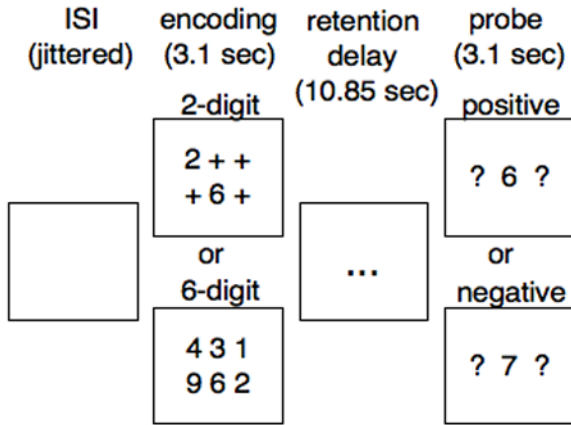 ISI
(jittered)
encoding
(3.1 sec)
retention
delay
(10.85 sec)
probe
(3.1 sec)
2-digit
2 + +
+ 6 +
or
6-digit
4 3 1
9 6 2
...
positive
? 6 ?
or
negative
? 7 ?